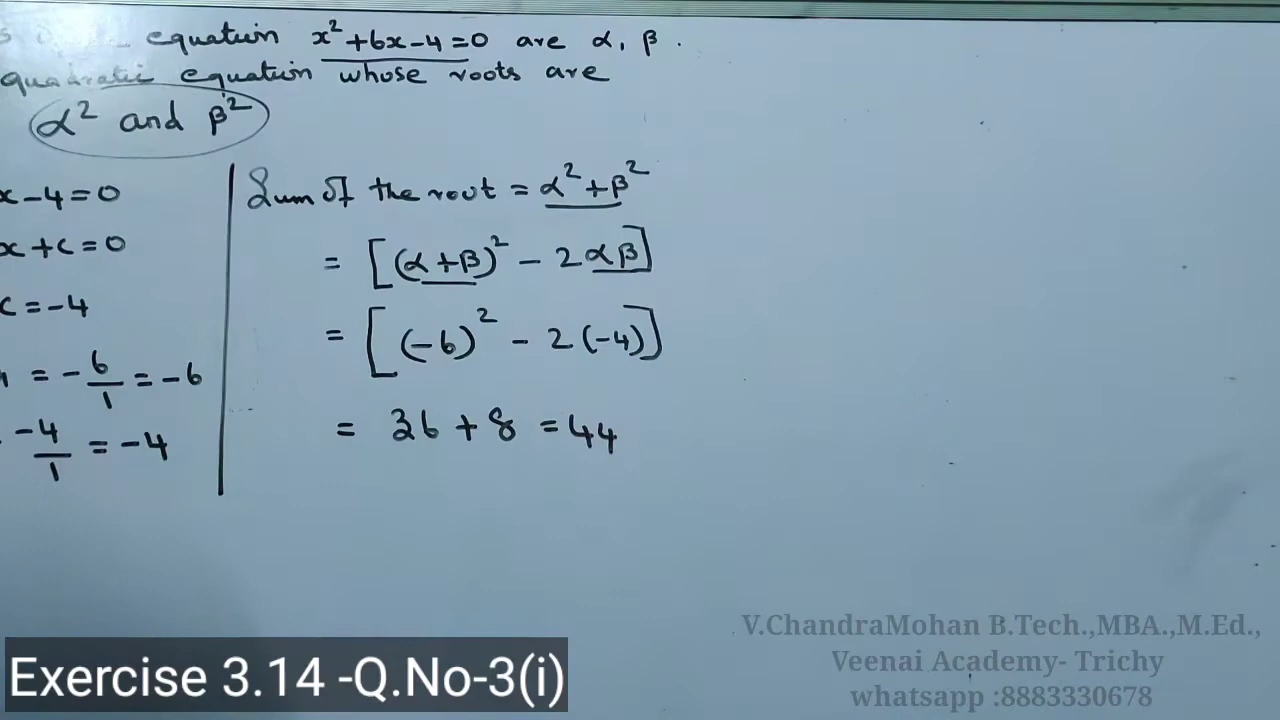 equation x²+6x-4=0 are α, β.
quadratic equation whose roots are
α² and β²
x-4=0
x+c=0
c=-4
= -6/1 = -6
-4/1 = -4
Sum of the root = α²+β²
= [(α+β)² - 2αβ]
= [(-6)² - 2(-4)]
= 36 + 8 = 44
V.ChandraMohan B.Tech.,MBA.,M.Ed.,
Veenai Academy- Trichy
whatsapp :8883330678
Exercise 3.14 -Q.No-3(i)